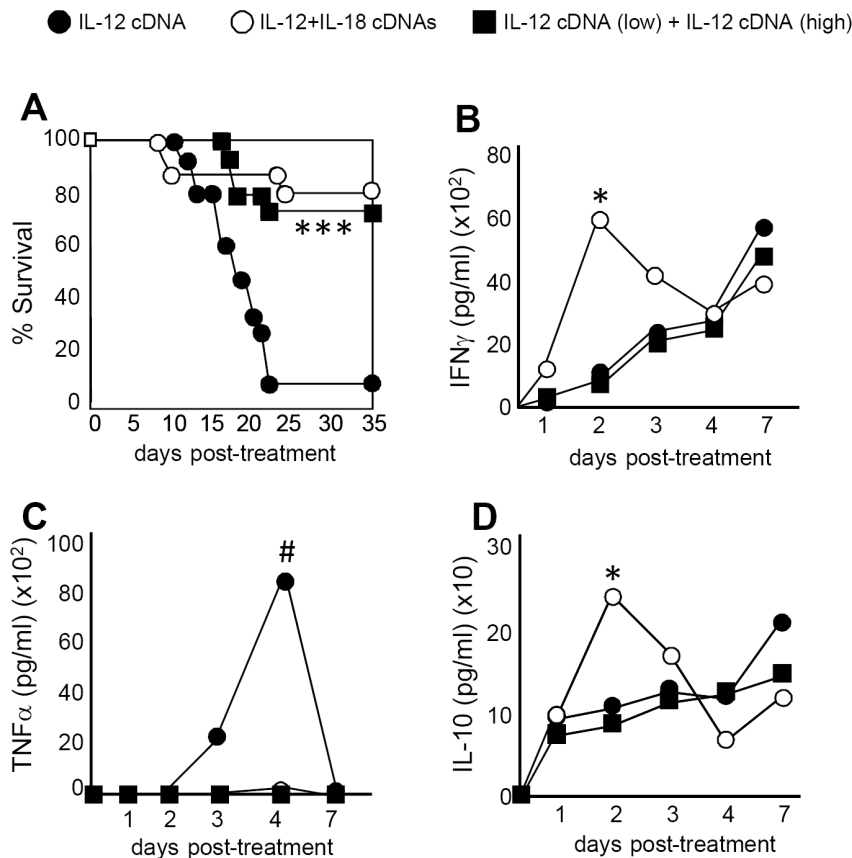 IL-12 cDNA IL-12+IL-18 cDNAs IL-12 cDNA (low) + IL-12 cDNA (high)
A
% Survival
100
80
60
40
20
0
***
0 5 10 15 20 25 30 35
days post-treatment
B
IFNγ (pg/ml) (x10²)
80
60
40
20
0
*
1 2 3 4 7
days post-treatment
C
TNFα (pg/ml) (x10²)
100
80
60
40
20
0
#
1 2 3 4 7
days post-treatment
D
IL-10 (pg/ml) (x10)
30
20
10
0
*
1 2 3 4 7
days post-treatment